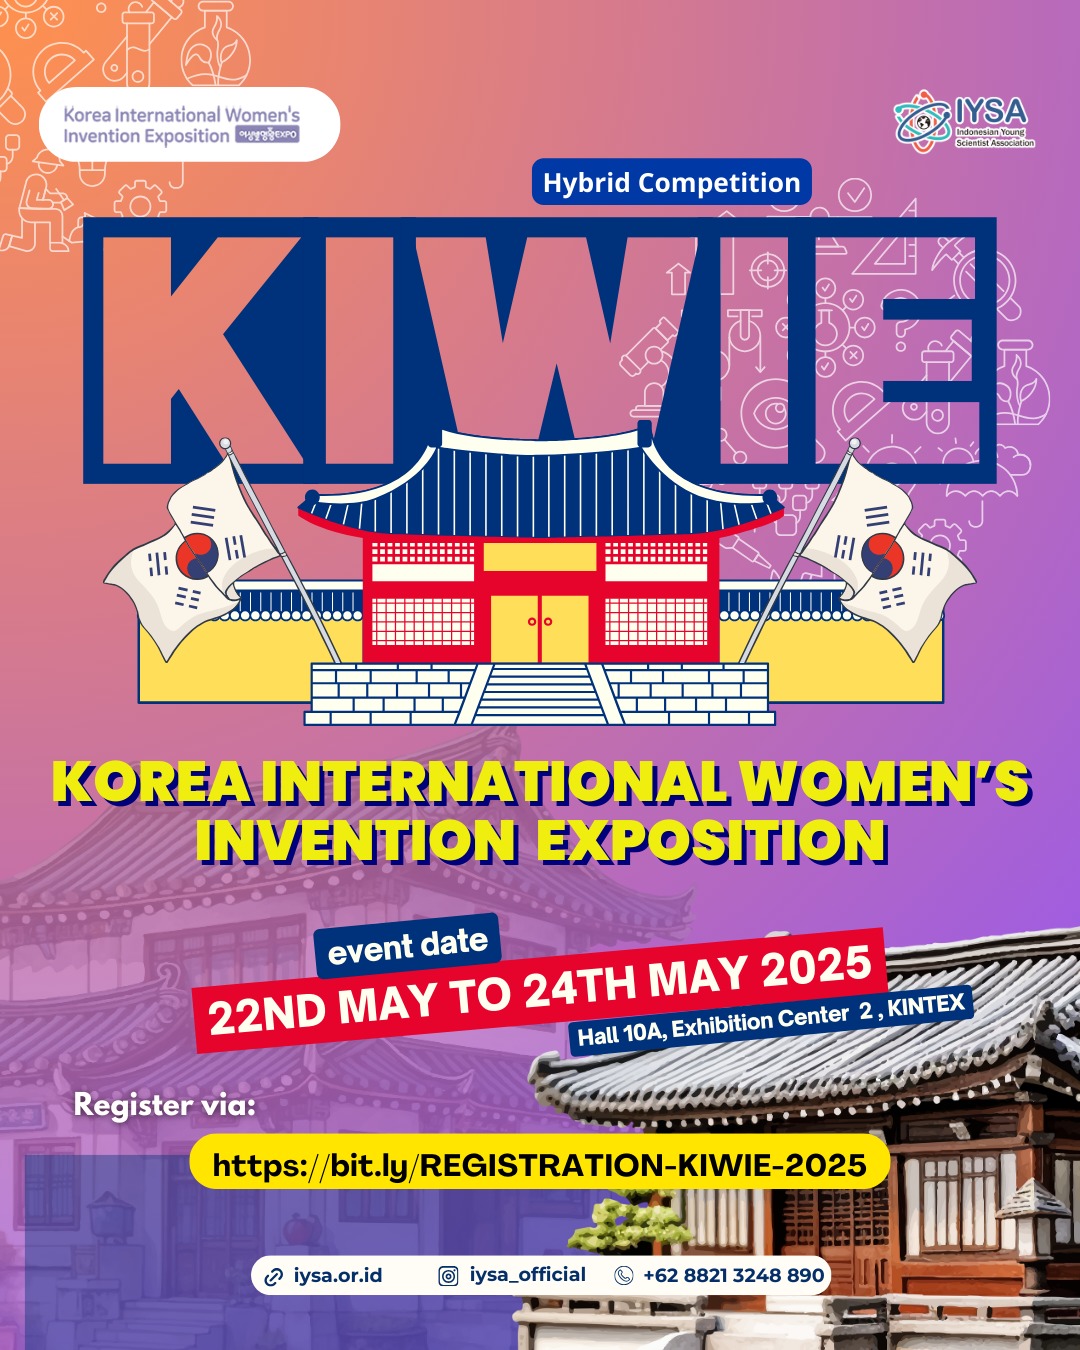 Korea International Women's
Invention Exposition
EXPO
IYSA
Indonesian Young
Scientist Association
Hybrid Competition
KIWIE
KOREA INTERNATIONAL WOMEN'S
INVENTION EXPOSITION
event date
22ND MAY TO 24TH MAY 2025
Hall 10A, Exhibition Center 2 , KINTEX
Register via:
https://bit.ly/REGISTRATION-KIWIE-2025
iysa.or.id
iysa_official
+62 8821 3248 890